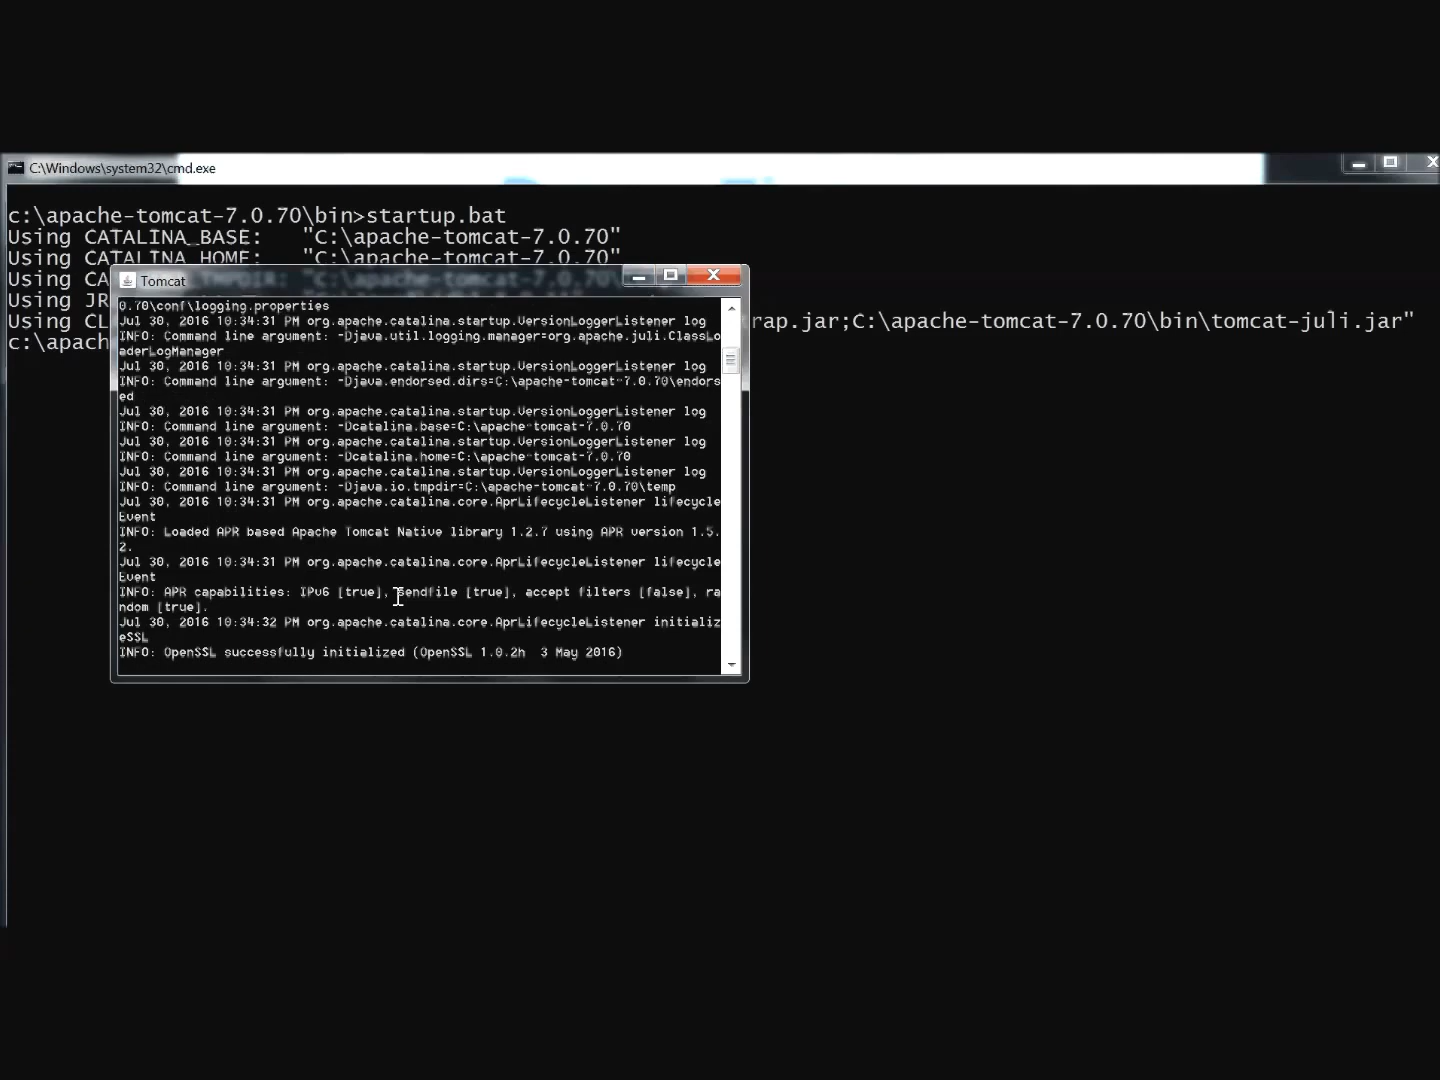 C:\Windows\system32\cmd.exe
c:\apache-tomcat-7.0.70\bin>startup.bat
Using CATALINA_BASE:   "C:\apache-tomcat-7.0.70"
Using CATALINA_HOME:   "C:\apache-tomcat-7.0.70"
Using CA
Using JR
Using CL
rap.jar;C:\apache-tomcat-7.0.70\bin\tomcat-juli.jar"
c:\apach
Tomcat
0.70\conf\logging.properties
Jul 30, 2016 10:34:31 PM org.apache.catalina.startup.VersionLoggerListener log
INFO: Command line argument: -Djava.util.logging.manager=org.apache.juli.ClassLo
aderLogManager
Jul 30, 2016 10:34:31 PM org.apache.catalina.startup.VersionLoggerListener log
INFO: Command line argument: -Djava.endorsed.dirs=C:\apache-tomcat-7.0.70\endors
ed
Jul 30, 2016 10:34:31 PM org.apache.catalina.startup.VersionLoggerListener log
INFO: Command line argument: -Dcatalina.base=C:\apache-tomcat-7.0.70
Jul 30, 2016 10:34:31 PM org.apache.catalina.startup.VersionLoggerListener log
INFO: Command line argument: -Dcatalina.home=C:\apache-tomcat-7.0.70
Jul 30, 2016 10:34:31 PM org.apache.catalina.startup.VersionLoggerListener log
INFO: Command line argument: -Djava.io.tmpdir=C:\apache-tomcat-7.0.70\temp
Jul 30, 2016 10:34:31 PM org.apache.catalina.core.AprLifecycleListener lifecycle
Event
INFO: Loaded APR based Apache Tomcat Native library 1.2.7 using APR version 1.5.
2.
Jul 30, 2016 10:34:31 PM org.apache.catalina.core.AprLifecycleListener lifecycle
Event
INFO: APR capabilities: IPv6 [true], sendfile [true], accept filters [false], ra
ndom [true].
Jul 30, 2016 10:34:32 PM org.apache.catalina.core.AprLifecycleListener initializ
eSSL
INFO: OpenSSL successfully initialized (OpenSSL 1.0.2h  3 May 2016)